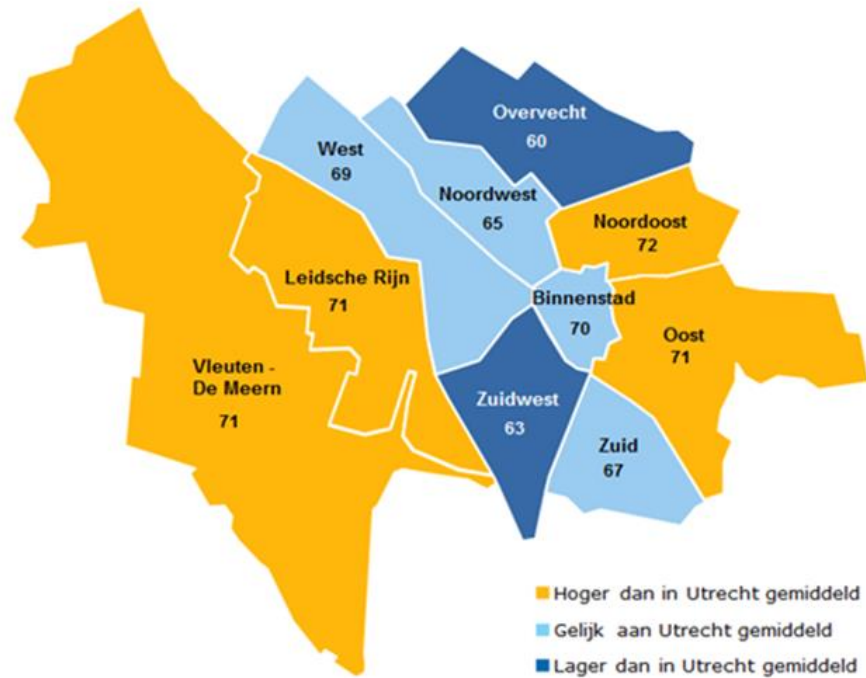 Overvecht
60
West
69
Noordwest
65
Noordoost
72
Leidsche Rijn
71
Binnenstad
70
Oost
71
Vleuten -
De Meern
71
Zuidwest
63
Zuid
67
Hoger dan in Utrecht gemiddeld
Gelijk aan Utrecht gemiddeld
Lager dan in Utrecht gemiddeld